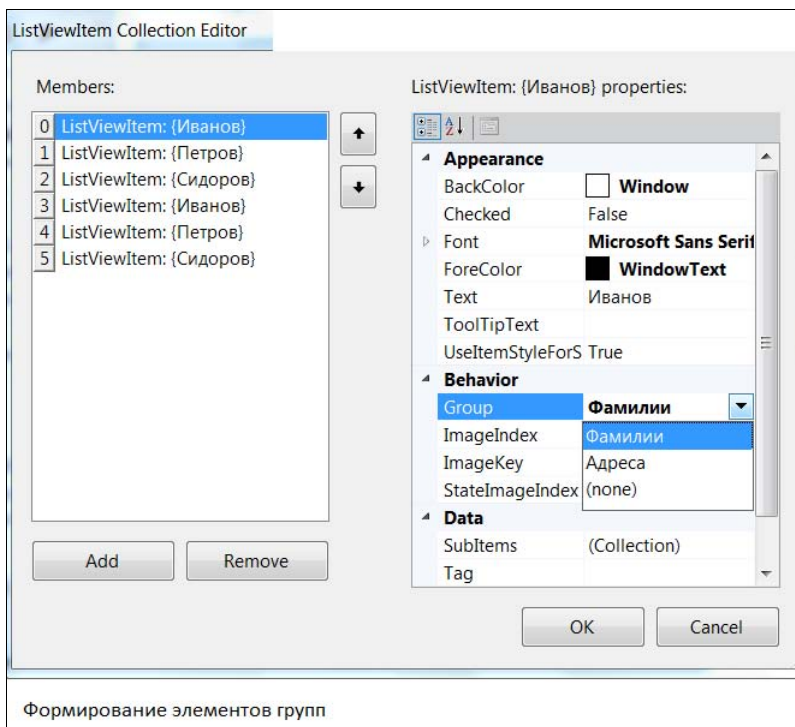 ListViewItem Collection Editor
Members:
0 ListViewItem: {Иванов}
1 ListViewItem: {Петров}
2 ListViewItem: {Сидоров}
3 ListViewItem: {Иванов}
4 ListViewItem: {Петров}
5 ListViewItem: {Сидоров}
Add Remove
ListViewItem: {Иванов} properties:
Appearance
BackColor Window
Checked False
Font Microsoft Sans Serif
ForeColor WindowText
Text Иванов
ToolTipText
UseItemStyleForS True
Behavior
Group Фамилии
ImageIndex Фамилии
ImageKey Адреса
StateImageIndex (none)
Data
SubItems (Collection)
Tag
OK Cancel
Формирование элементов групп